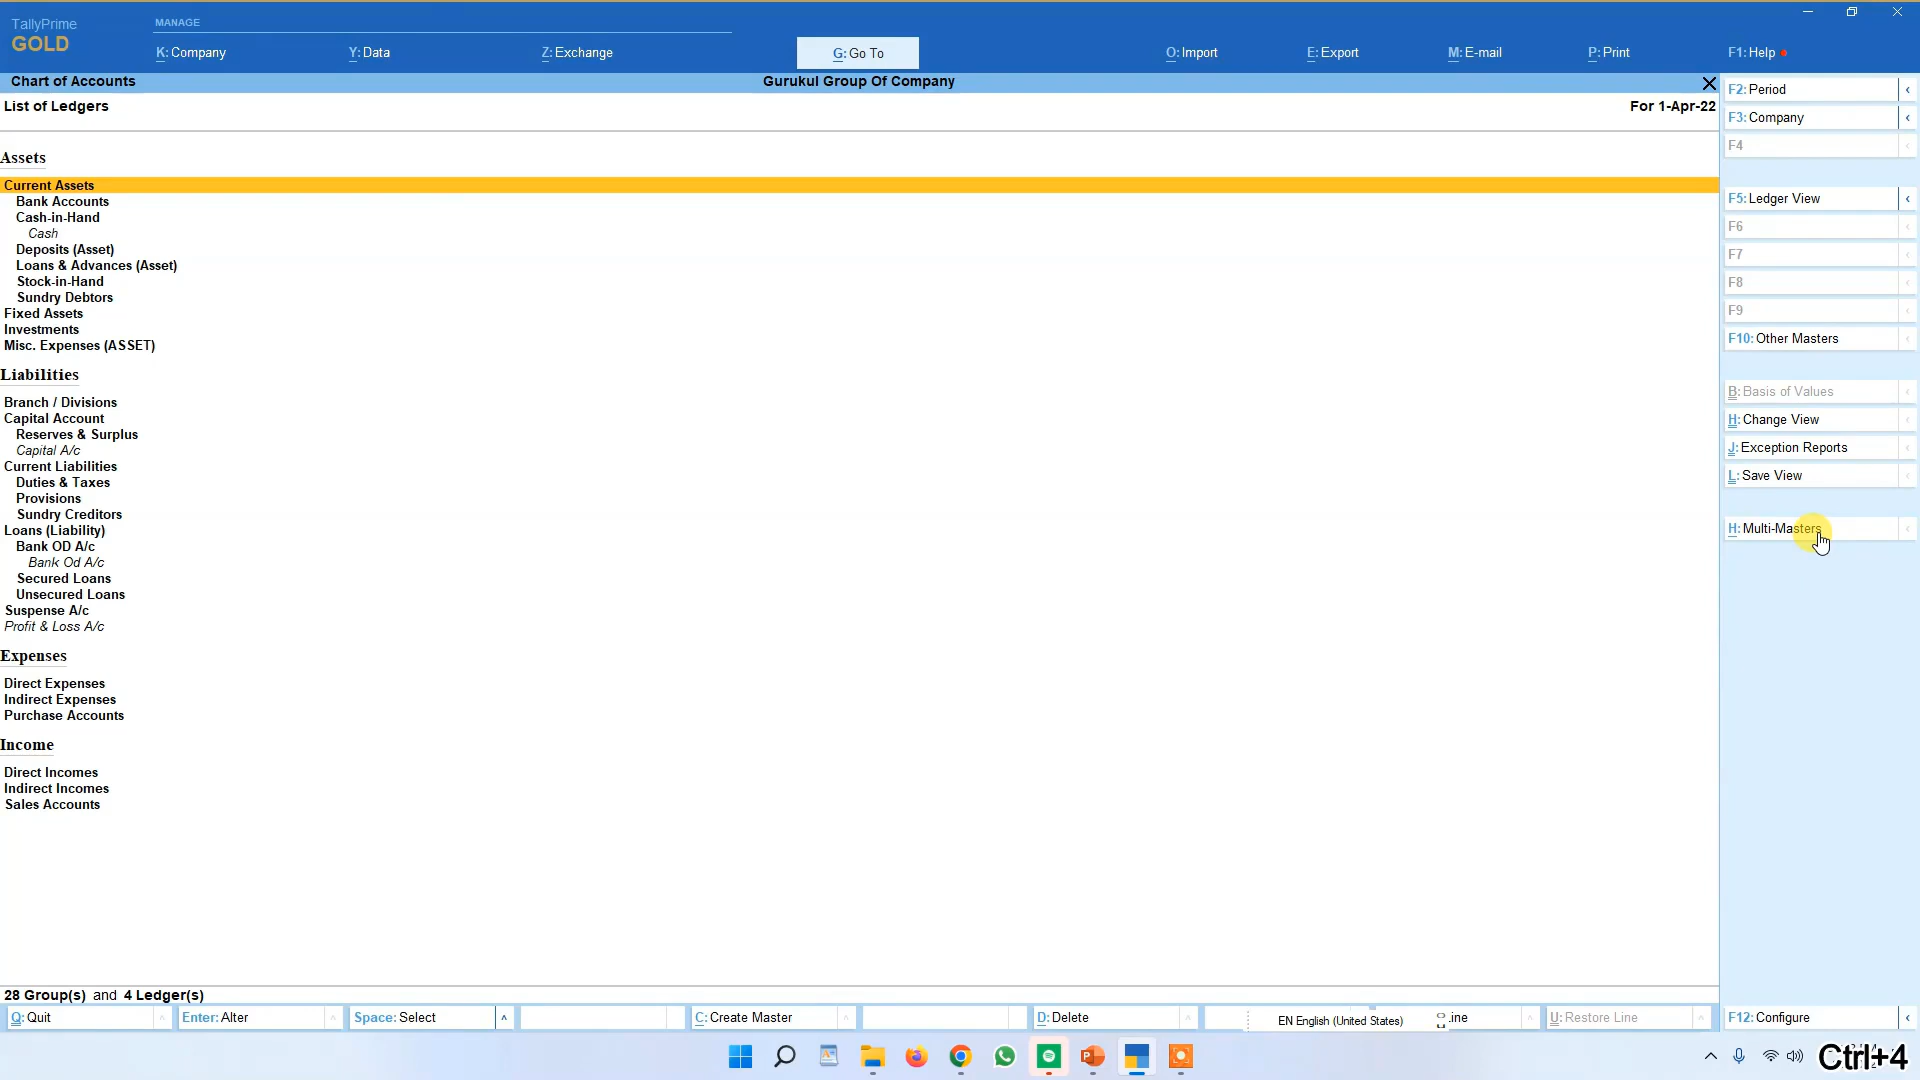 TallyPrime
GOLD
MANAGE
K: Company
Y: Data
Z: Exchange
G: Go To
O: Import
E: Export
M: E-mail
P: Print
F1: Help
Chart of Accounts
Gurukul Group Of Company
List of Ledgers
For 1-Apr-22
Assets
Current Assets
Bank Accounts
Cash-in-Hand
Cash
Deposits (Asset)
Loans & Advances (Asset)
Stock-in-Hand
Sundry Debtors
Fixed Assets
Investments
Misc. Expenses (ASSET)
Liabilities
Branch / Divisions
Capital Account
Reserves & Surplus
Capital A/c
Current Liabilities
Duties & Taxes
Provisions
Sundry Creditors
Loans (Liability)
Bank OD A/c
Bank Od A/c
Secured Loans
Unsecured Loans
Suspense A/c
Profit & Loss A/c
Expenses
Direct Expenses
Indirect Expenses
Purchase Accounts
Income
Direct Incomes
Indirect Incomes
Sales Accounts
28 Group(s) and 4 Ledger(s)
F2: Period
F3: Company
F4
F5: Ledger View
F6
F7
F8
F9
F10: Other Masters
B: Basis of Values
H: Change View
J: Exception Reports
L: Save View
H: Multi-Masters
Q: Quit
Enter: Alter
Space: Select
C: Create Master
D: Delete
EN English (United States)
U: Restore Line
F12: Configure
Ctrl+4